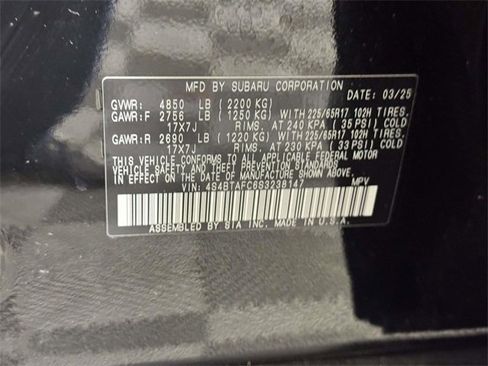 MFD. BY SUBARU CORPORATION
DATE: 03/25
GVWR: 4850 LB (2200 KG)
GAWR:F 2756 LB (1250 KG) WITH 225/65R17 102H TIRES.
17X7J RIMS. AT 240 KPA (35 PSI) COLD
GAWR:R 2690 LB (1220 KG) WITH 225/65R17 102H TIRES.
17X7J RIMS. AT 230 KPA (33 PSI) COLD
THIS VEHICLE CONFORMS TO ALL APPLICABLE FEDERAL MOTOR
VEHICLE SAFETY AND THEFT PREVENTION STANDARDS IN EFFECT ON THE
DATE OF MANUFACTURE SHOWN ABOVE.
VIN: 4S4BTAFC6S3238147
MPV
ASSEMBLED BY SIA INC. MADE IN U.S.A.